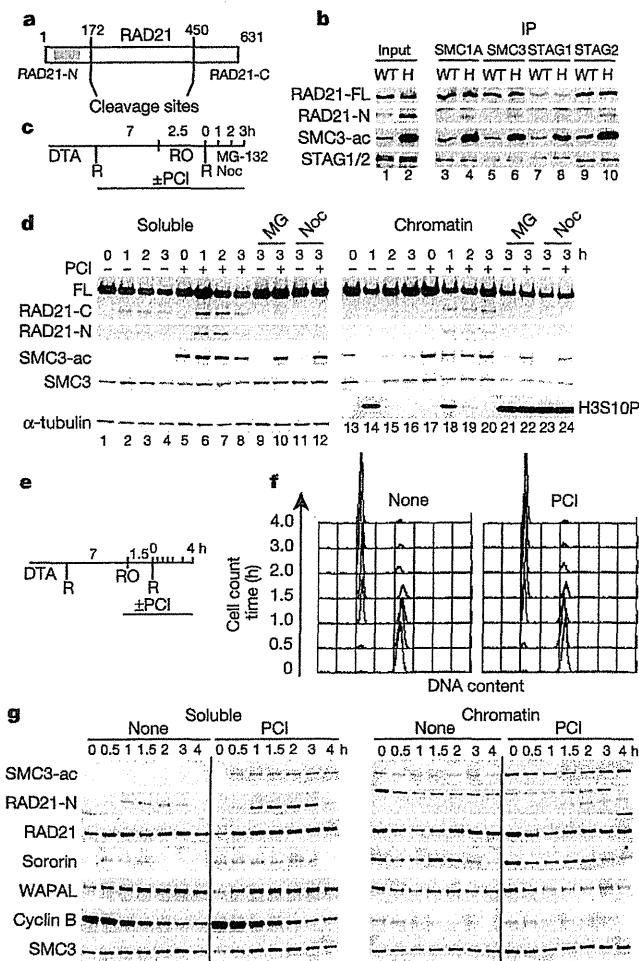 a
1 172 RAD21 450 631
RAD21-N RAD21-C
Cleavage sites
b
IP
Input SMC1A SMC3 STAG1 STAG2
WT H WT H WT H WT H WT H
RAD21-FL
RAD21-N
SMC3-ac
STAG1/2
1 2 3 4 5 6 7 8 9 10
c
7 2.5 0 1 2 3h
DTA R RO R MG-132
Noc
±PCI
d
Soluble Chromatin
MG Noc MG Noc
0 1 2 3 0 1 2 3 3 3 3 3 0 1 2 3 0 1 2 3 3 3 3 3 h
PCI − − − − + + + + − + − + − − − − + + + + − + − +
FL
RAD21-C
RAD21-N
SMC3-ac
SMC3
H3S10P
α-tubulin
1 2 3 4 5 6 7 8 9 10 11 12 13 14 15 16 17 18 19 20 21 22 23 24
e
7 1.5 0 4 h
DTA R RO R
±PCI
f
None PCI
Cell count
time (h)
4.0
3.0
2.0
1.5
1.0
0.5
0
DNA content
g
Soluble Chromatin
None PCI None PCI
0 0.5 1 1.5 2 3 4 0 0.5 1 1.5 2 3 4 h 0 0.5 1 1.5 2 3 4 0 0.5 1 1.5 2 3 4 h
SMC3-ac
RAD21-N
RAD21
Sororin
WAPAL
Cyclin B
SMC3